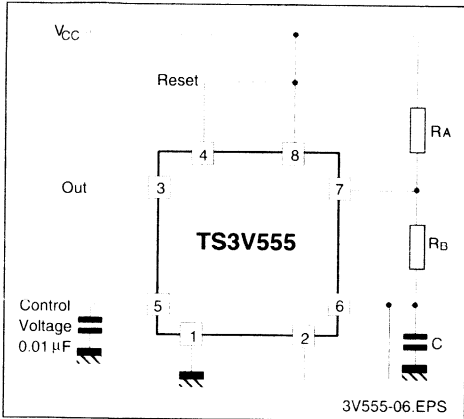 VCC
Reset
RA
4
8
Out
3
7
TS3V555
RB
Control
Voltage
0.01 µF
5
6
1
2
C
3V555-06.EPS